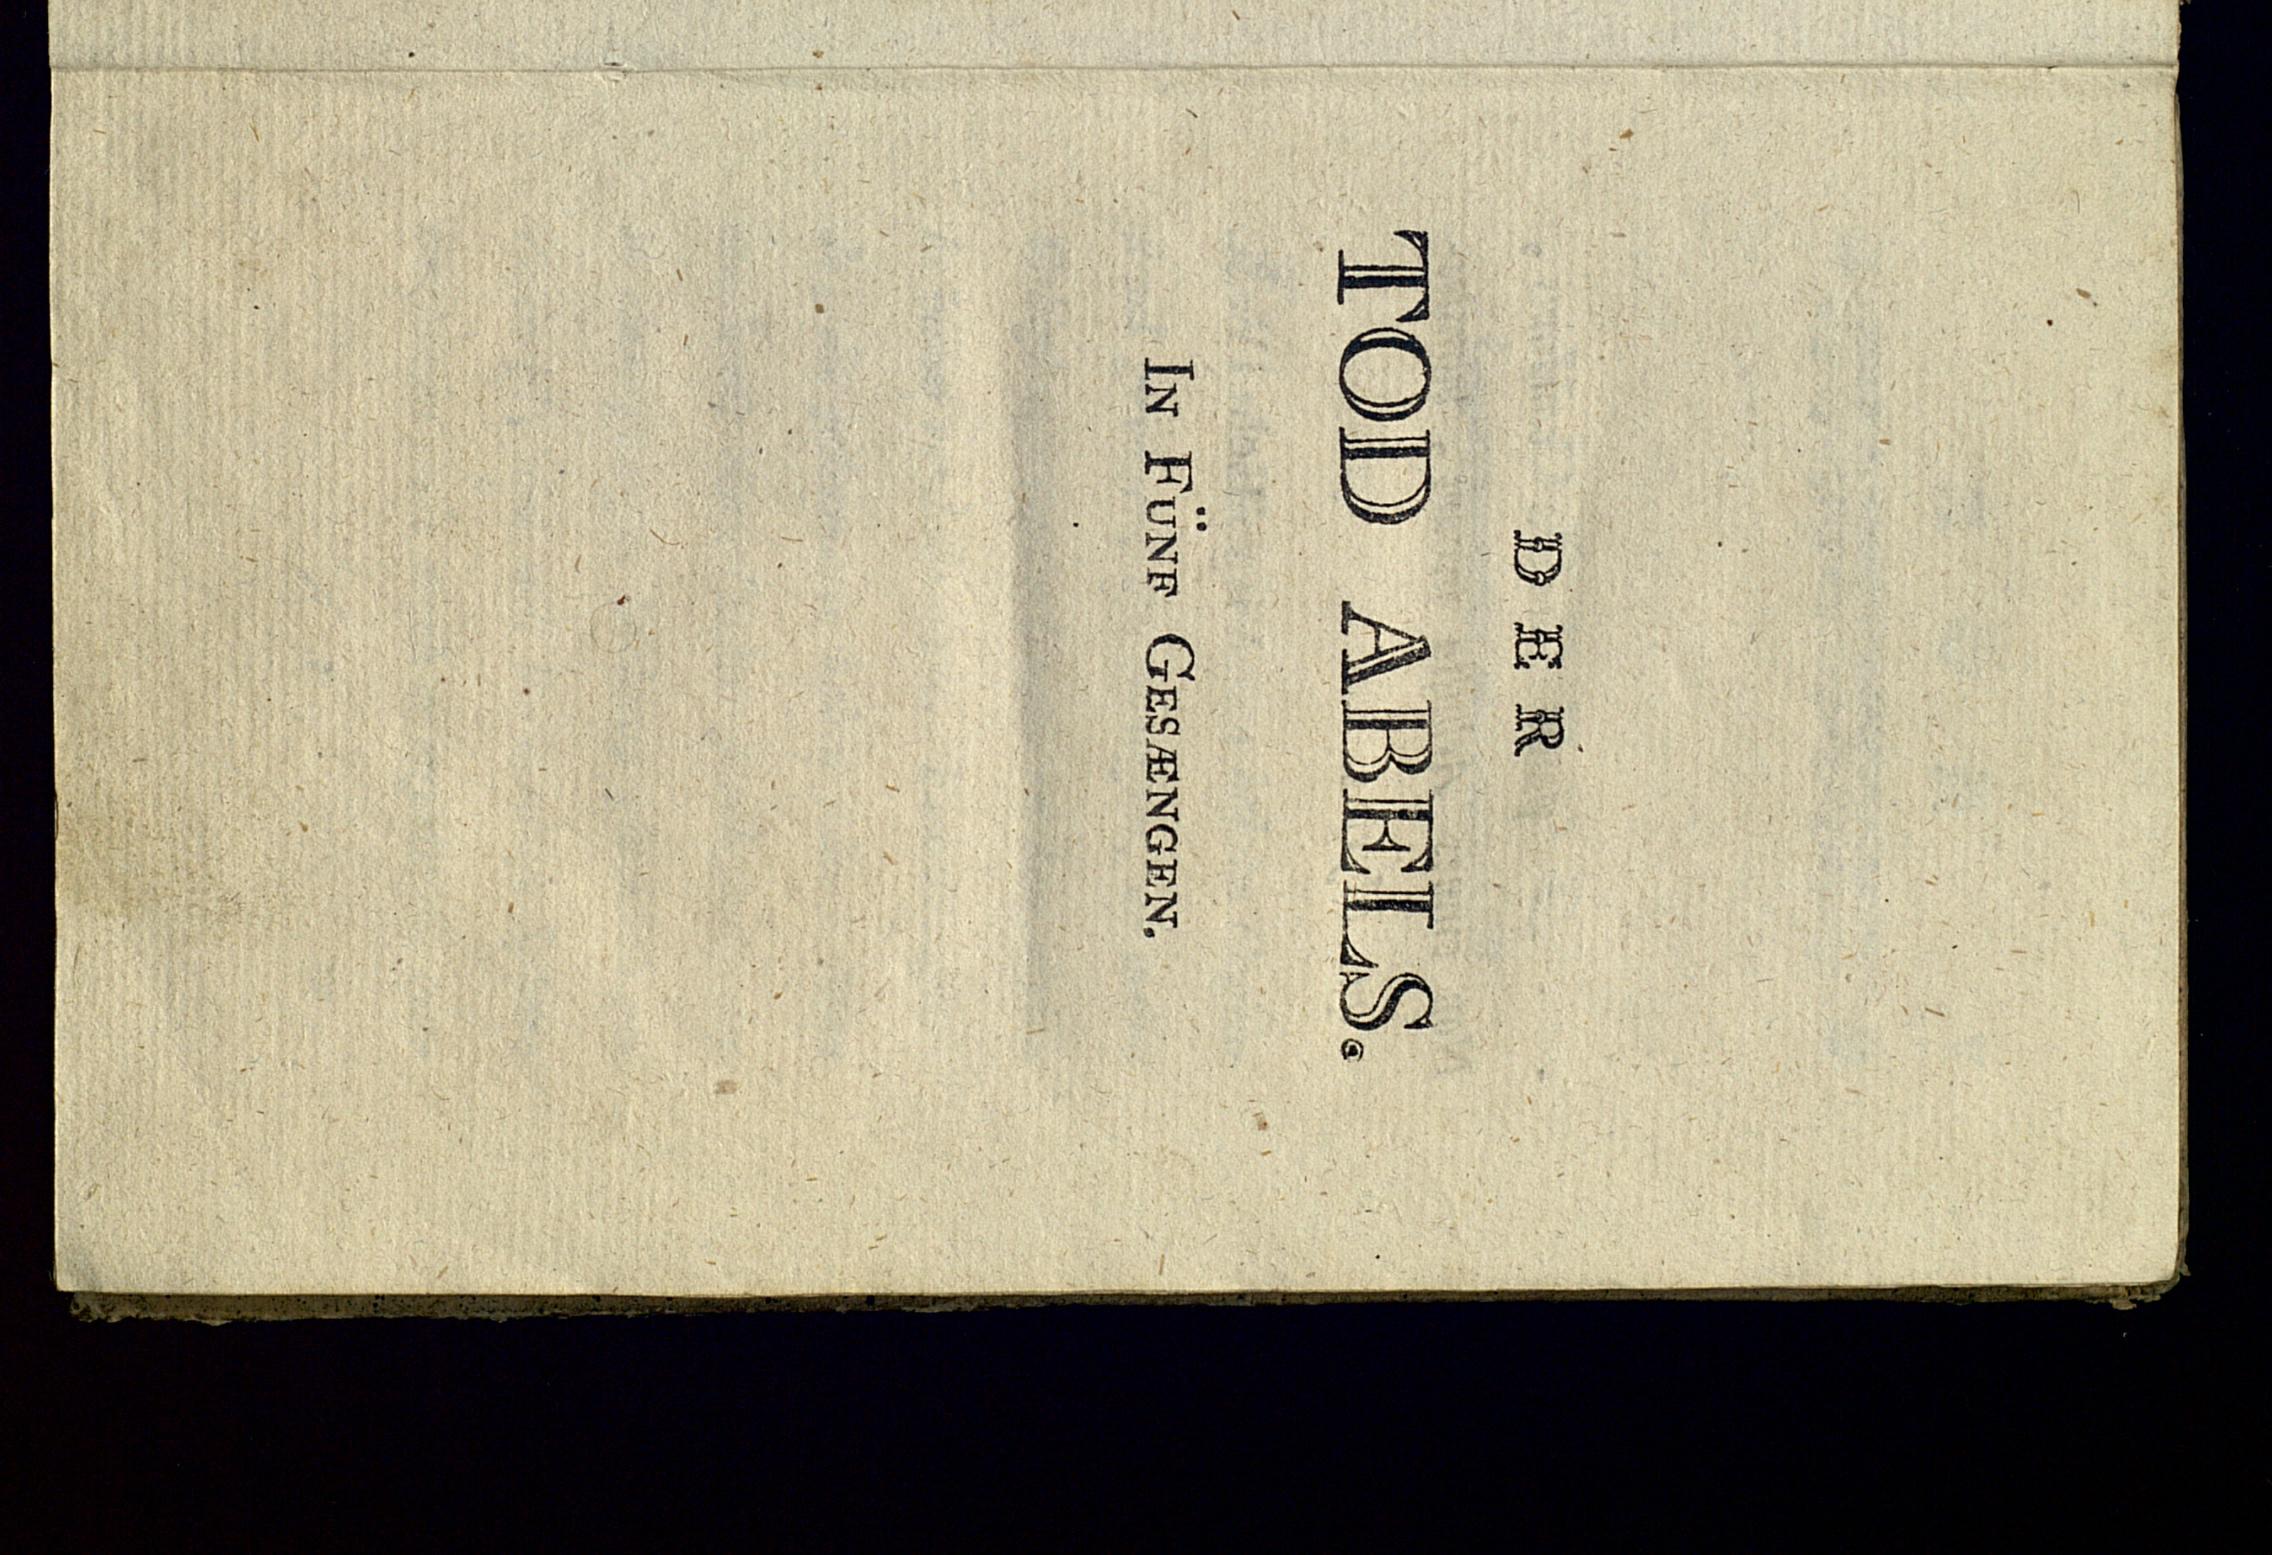 DER
TOD ABELS.
IN FÜNF GESÆNGEN.